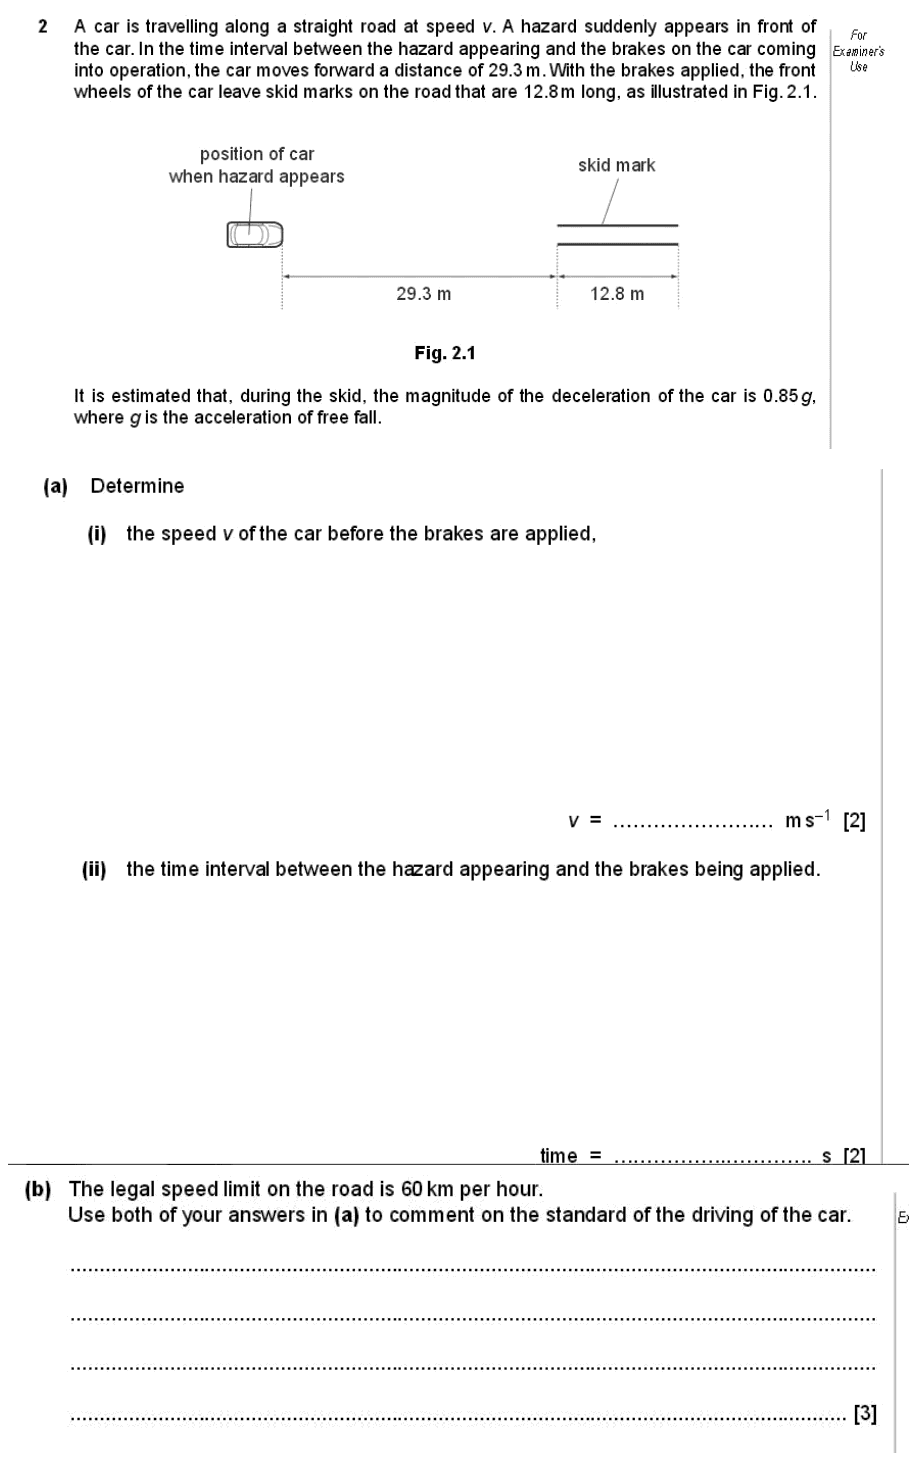 2 A car is travelling along a straight road at speed v. A hazard suddenly appears in front of
the car. In the time interval between the hazard appearing and the brakes on the car coming
into operation, the car moves forward a distance of 29.3 m. With the brakes applied, the front
wheels of the car leave skid marks on the road that are 12.8 m long, as illustrated in Fig. 2.1.
For
Examiner's
Use
position of car
when hazard appears
skid mark
29.3 m
12.8 m
Fig. 2.1
It is estimated that, during the skid, the magnitude of the deceleration of the car is 0.85 g,
where g is the acceleration of free fall.
(a) Determine
(i) the speed v of the car before the brakes are applied,
v = ........................ m s⁻¹ [2]
(ii) the time interval between the hazard appearing and the brakes being applied.
time = .............................. s [2]
(b) The legal speed limit on the road is 60 km per hour.
Use both of your answers in (a) to comment on the standard of the driving of the car.
..........................................................................................
..........................................................................................
..........................................................................................
....................................................................................... [3]